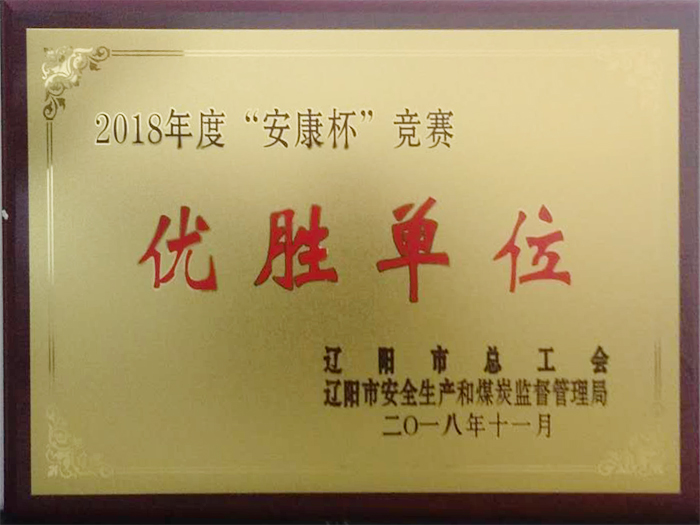 2018年度“安康杯”竞赛
优胜单位
辽阳市总工会
辽阳市安全生产和煤炭监督管理局
二〇一八年十一月